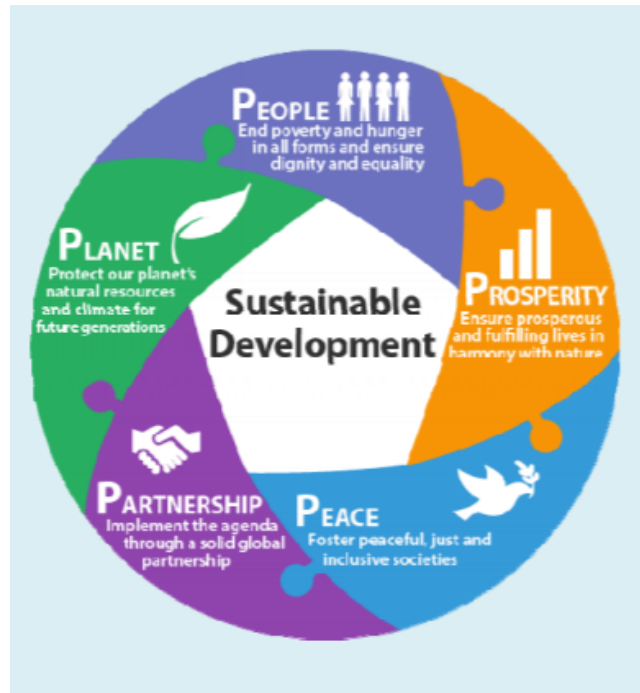 PEOPLE
End poverty and hunger
in all forms and ensure
dignity and equality
PROSPERITY
Ensure prosperous
and fulfilling lives in
harmony with nature
PEACE
Foster peaceful, just and
inclusive societies
PARTNERSHIP
Implement the agenda
through a solid global
partnership
PLANET
Protect our planet's
natural resources
and climate for
future generations
Sustainable
Development